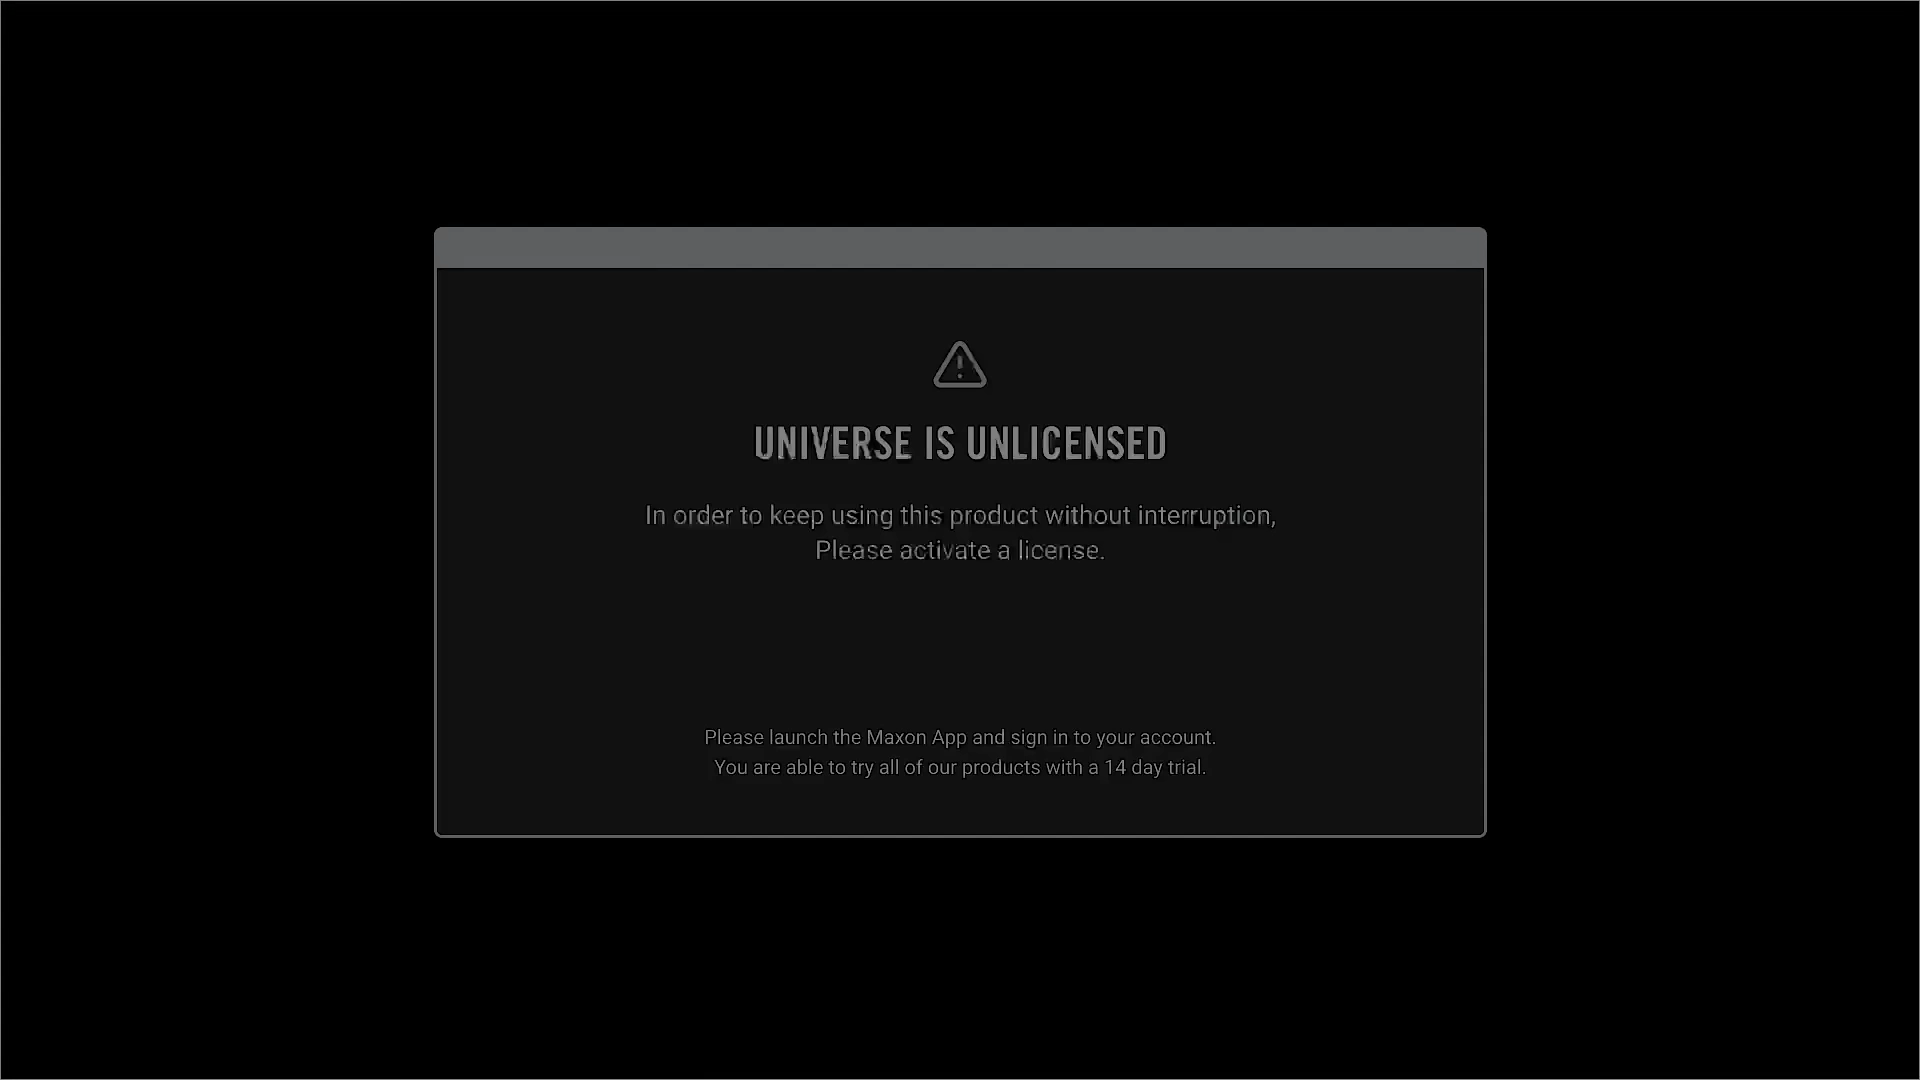 UNIVERSE IS UNLICENSED
In order to keep using this product without interruption,
Please activate a license.
Please launch the Maxon App and sign in to your account.
You are able to try all of our products with a 14 day trial.